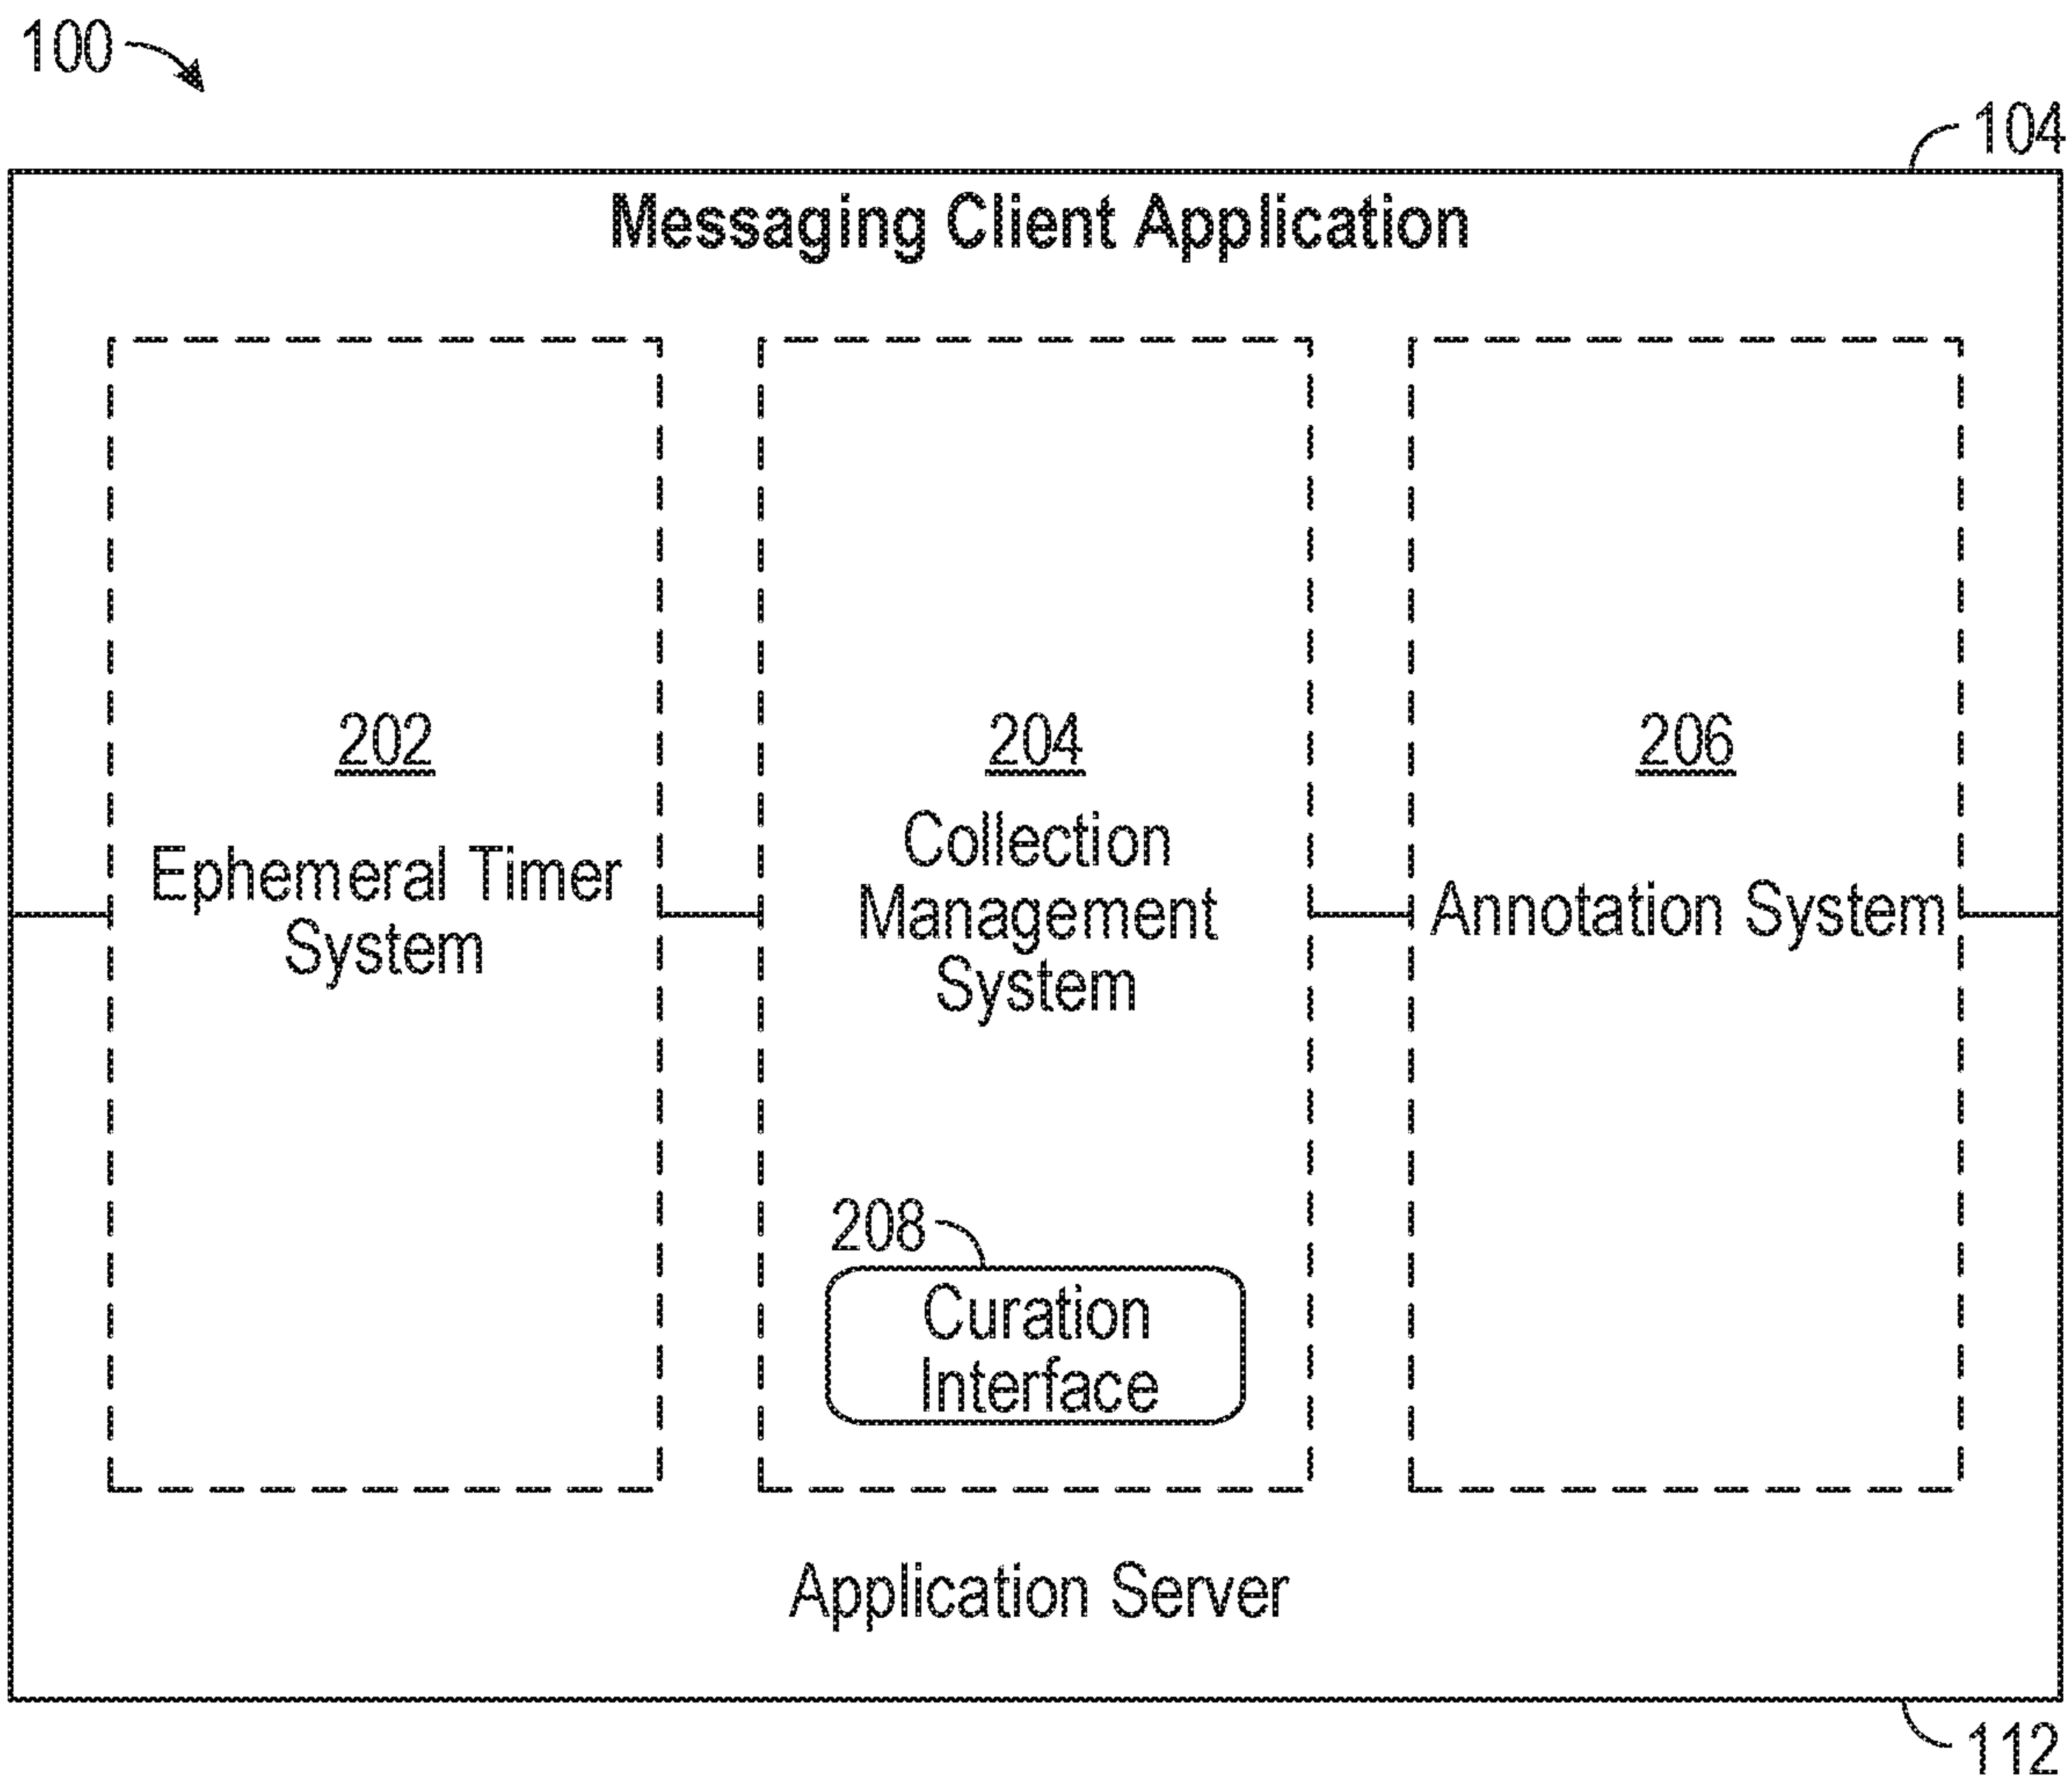 100
104
Messaging Client Application
202
Ephemeral Timer
System
204
Collection
Management
System
206
Annotation System
208
Curation
Interface
Application Server
112